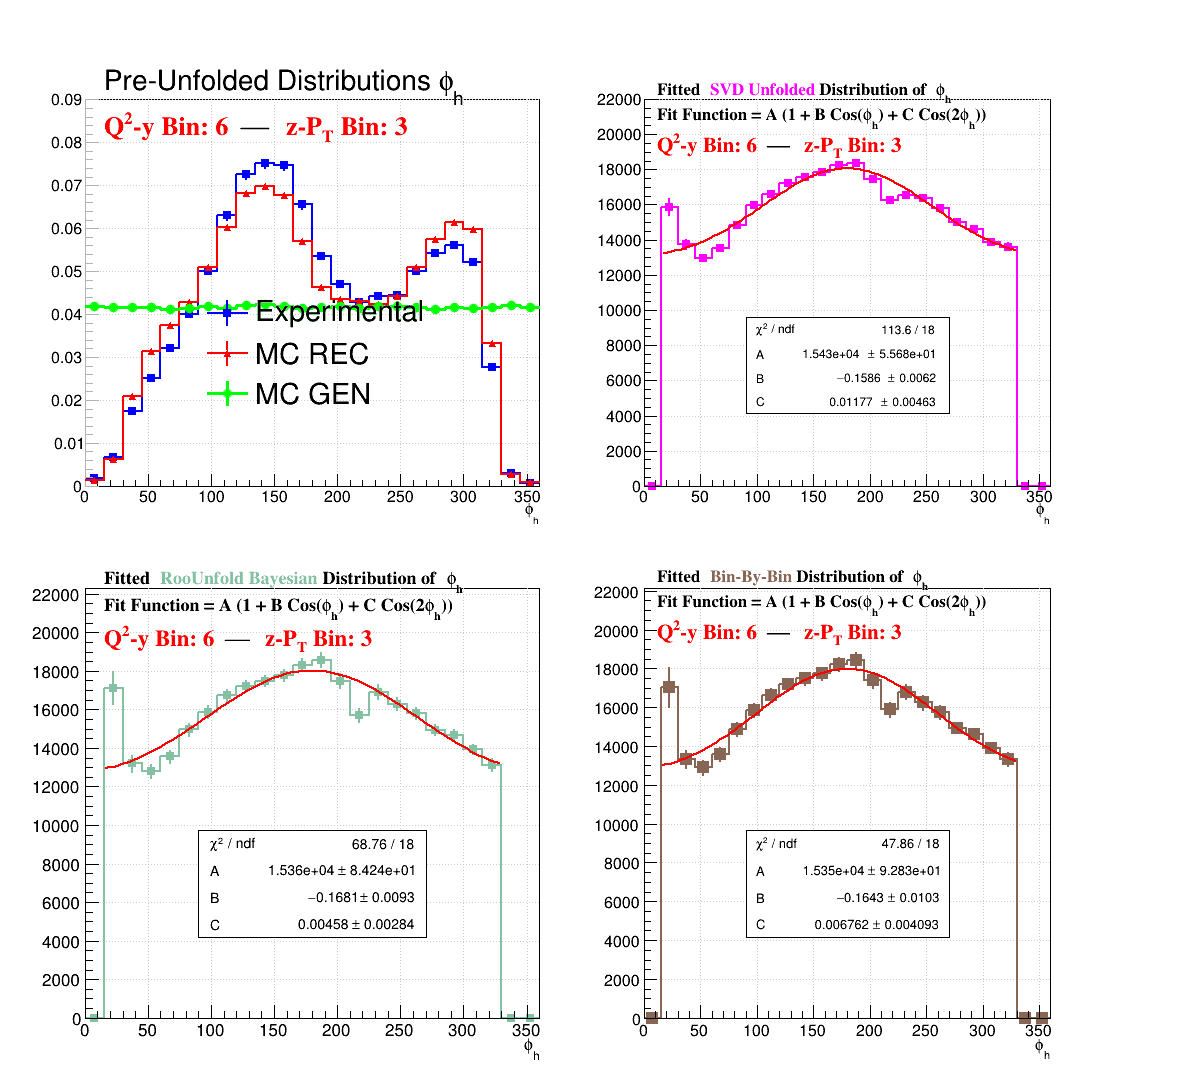 Pre-Unfolded Distributions ϕh
Q2-y Bin: 6 — z-PT Bin: 3
0.09
0.08
0.07
0.06
0.05
0.04
0.03
0.02
0.01
0
Experimental
MC REC
MC GEN
0 50 100 150 200 250 300 350
ϕh
Fitted SVD Unfolded Distribution of ϕh
Fit Function = A (1 + B Cos(ϕh) + C Cos(2ϕh))
Q2-y Bin: 6 — z-PT Bin: 3
22000
20000
18000
16000
14000
12000
10000
8000
6000
4000
2000
0
χ2 / ndf 113.6 / 18
A 1.543e+04 ± 5.568e+01
B −0.1586 ± 0.0062
C 0.01177 ± 0.00463
0 50 100 150 200 250 300 350
ϕh
Fitted RooUnfold Bayesian Distribution of ϕh
Fit Function = A (1 + B Cos(ϕh) + C Cos(2ϕh))
Q2-y Bin: 6 — z-PT Bin: 3
22000
20000
18000
16000
14000
12000
10000
8000
6000
4000
2000
0
χ2 / ndf 68.76 / 18
A 1.536e+04 ± 8.424e+01
B −0.1681 ± 0.0093
C 0.00458 ± 0.00284
0 50 100 150 200 250 300 350
ϕh
Fitted Bin-By-Bin Distribution of ϕh
Fit Function = A (1 + B Cos(ϕh) + C Cos(2ϕh))
Q2-y Bin: 6 — z-PT Bin: 3
22000
20000
18000
16000
14000
12000
10000
8000
6000
4000
2000
0
χ2 / ndf 47.86 / 18
A 1.535e+04 ± 9.283e+01
B −0.1643 ± 0.0103
C 0.006762 ± 0.004093
0 50 100 150 200 250 300 350
ϕh